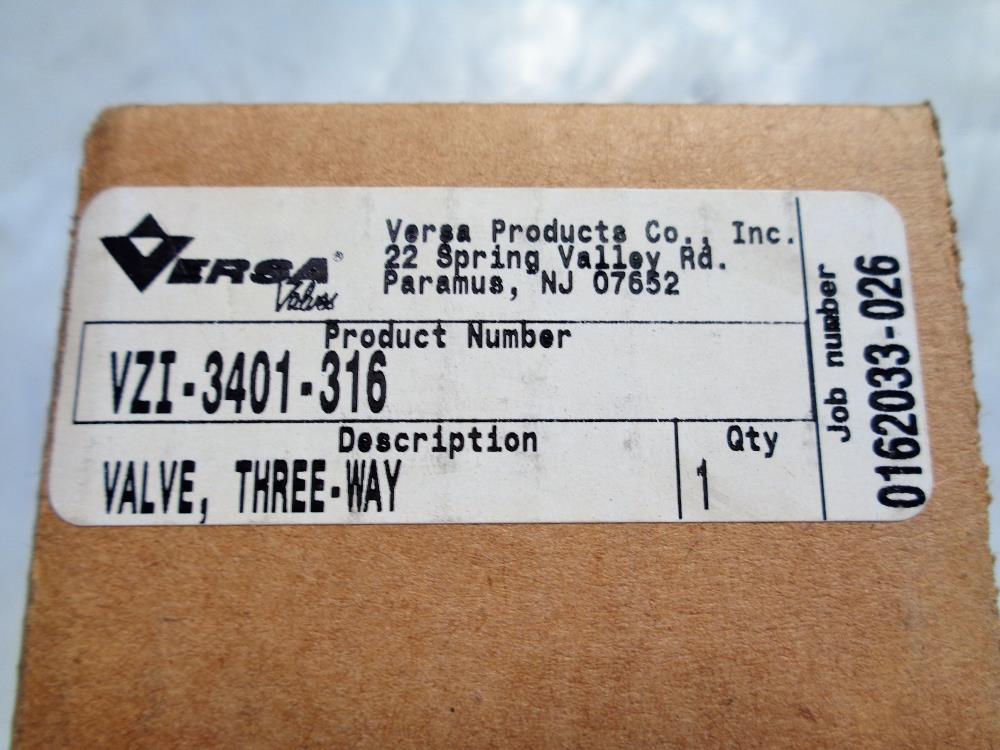 VERSA®
Valves
Versa Products Co., Inc.
22 Spring Valley Rd.
Paramus, NJ 07652
Product Number
VZI-3401-316
Description
VALVE, THREE-WAY
Qty
1
Job number
0162033-026